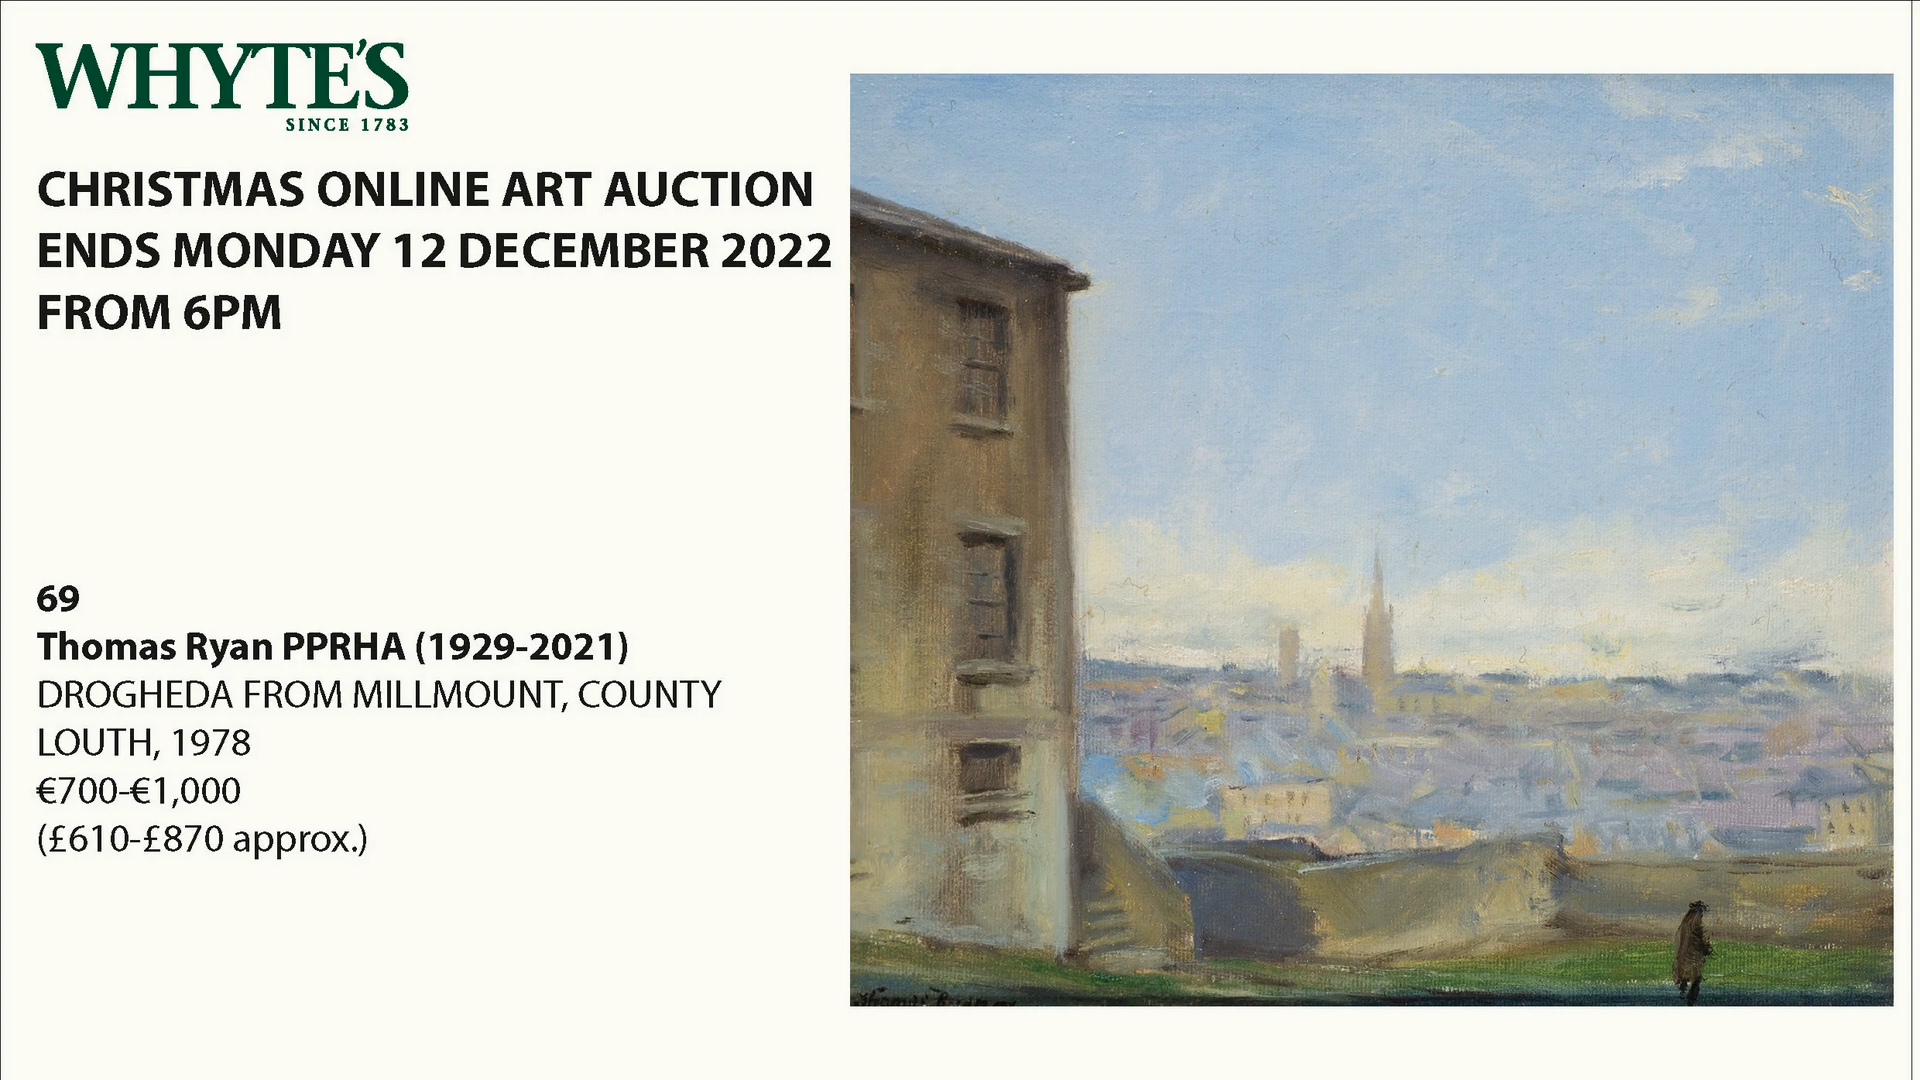 WHYTE'S
SINCE 1783
CHRISTMAS ONLINE ART AUCTION
ENDS MONDAY 12 DECEMBER 2022
FROM 6PM
69
Thomas Ryan PPRHA (1929-2021)
DROGHEDA FROM MILLMOUNT, COUNTY
LOUTH, 1978
€700-€1,000
(£610-£870 approx.)
Thomas